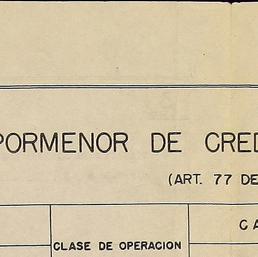 PORMENOR DE CRED
(ART. 77 DE
CA
CLASE DE OPERACION